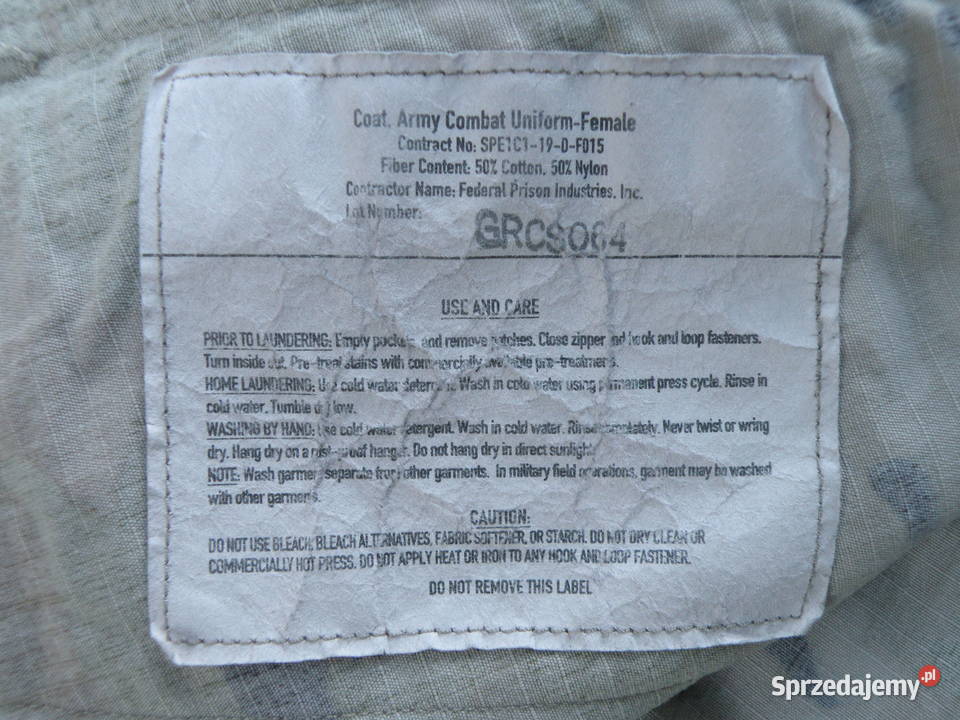 Coat, Army Combat Uniform-Female
Contract No: SPE1C1-19-D-F015
Fiber Content: 50% Cotton, 50% Nylon
Contractor Name: Federal Prison Industries, Inc.
Lot Number:
GRCS064
USE AND CARE
PRIOR TO LAUNDERING: Empty pockets and remove patches. Close zipper and hook and loop fasteners.
Turn inside out. Pre-treat stains with commercially available pre-treatments.
HOME LAUNDERING: Use cold water detergent. Wash in cold water using permanent press cycle. Rinse in
cold water. Tumble dry low.
WASHING BY HAND: Use cold water detergent. Wash in cold water. Rinse completely. Never twist or wring
dry. Hang dry on a rust-proof hanger. Do not hang dry in direct sunlight.
NOTE: Wash garment separate from other garments. In military field operations, garment may be washed
with other garments.
CAUTION:
DO NOT USE BLEACH, BLEACH ALTERNATIVES, FABRIC SOFTENER, OR STARCH. DO NOT DRY CLEAN OR
COMMERCIALLY HOT PRESS. DO NOT APPLY HEAT OR IRON TO ANY HOOK AND LOOP FASTENER.
DO NOT REMOVE THIS LABEL
Sprzedajemy.pl